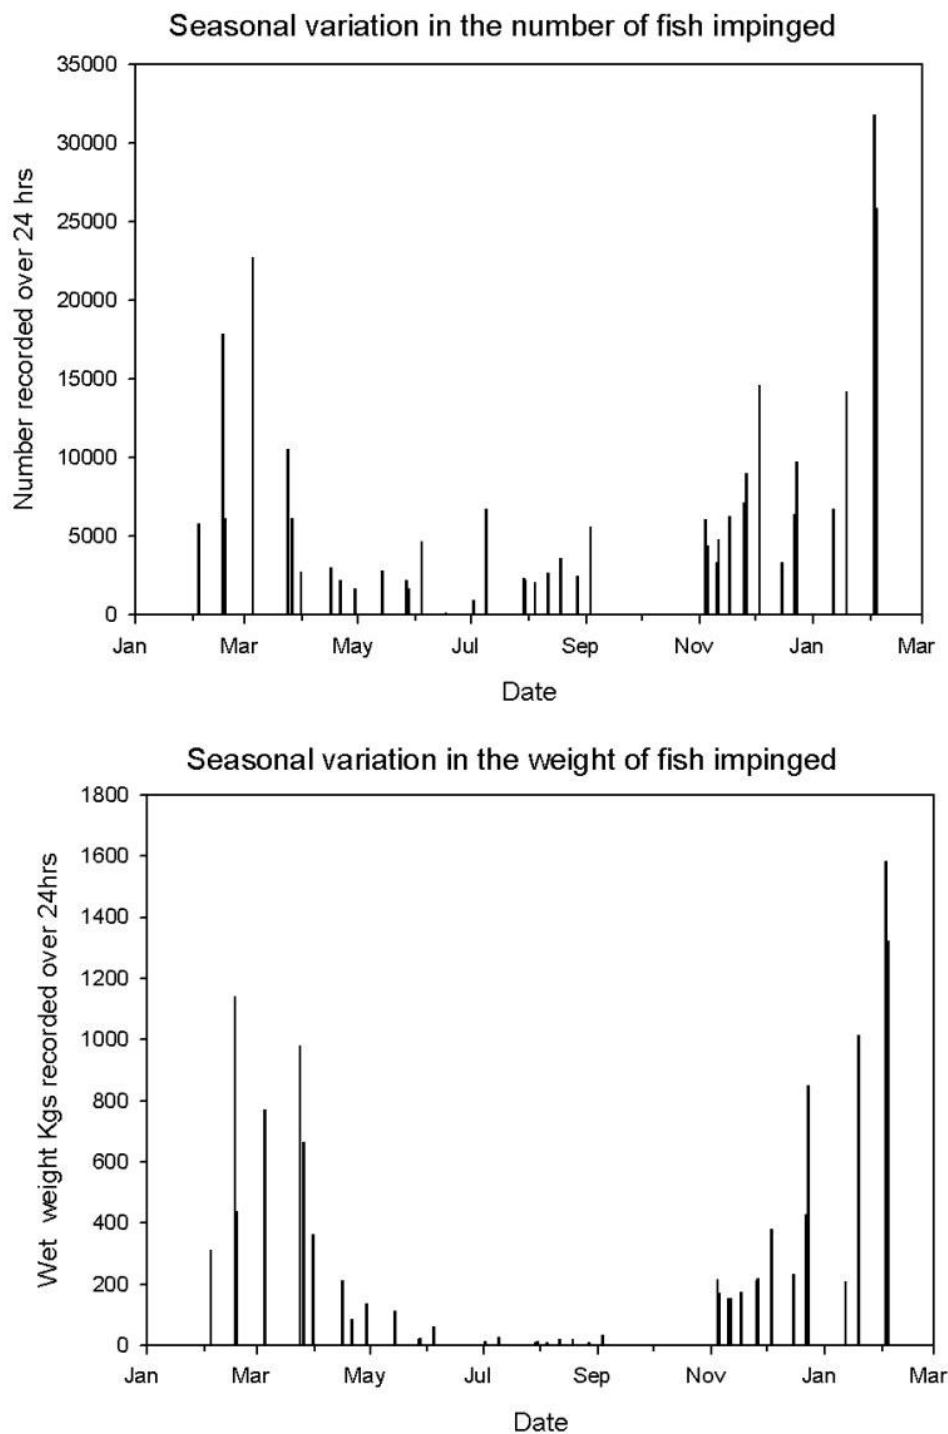 Seasonal variation in the number of fish impinged
35000
30000
25000
20000
15000
10000
5000
0
Number recorded over 24 hrs
Jan Mar May Jul Sep Nov Jan Mar
Date
Seasonal variation in the weight of fish impinged
1800
1600
1400
1200
1000
800
600
400
200
0
Wet weight Kgs recorded over 24hrs
Jan Mar May Jul Sep Nov Jan Mar
Date